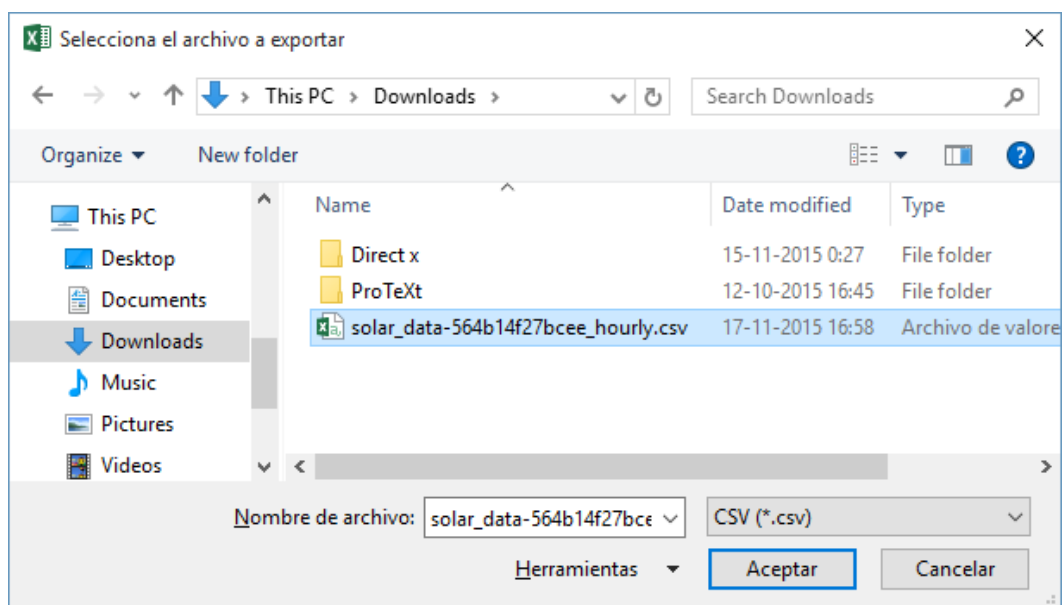 Selecciona el archivo a exportar
This PC > Downloads >
Search Downloads
Organize
New folder
This PC
Desktop
Documents
Downloads
Music
Pictures
Videos
Name Date modified Type
Direct x 15-11-2015 0:27 File folder
ProTeXt 12-10-2015 16:45 File folder
solar_data-564b14f27bcee_hourly.csv 17-11-2015 16:58 Archivo de valore
Nombre de archivo: solar_data-564b14f27bce CSV (*.csv)
Herramientas Aceptar Cancelar